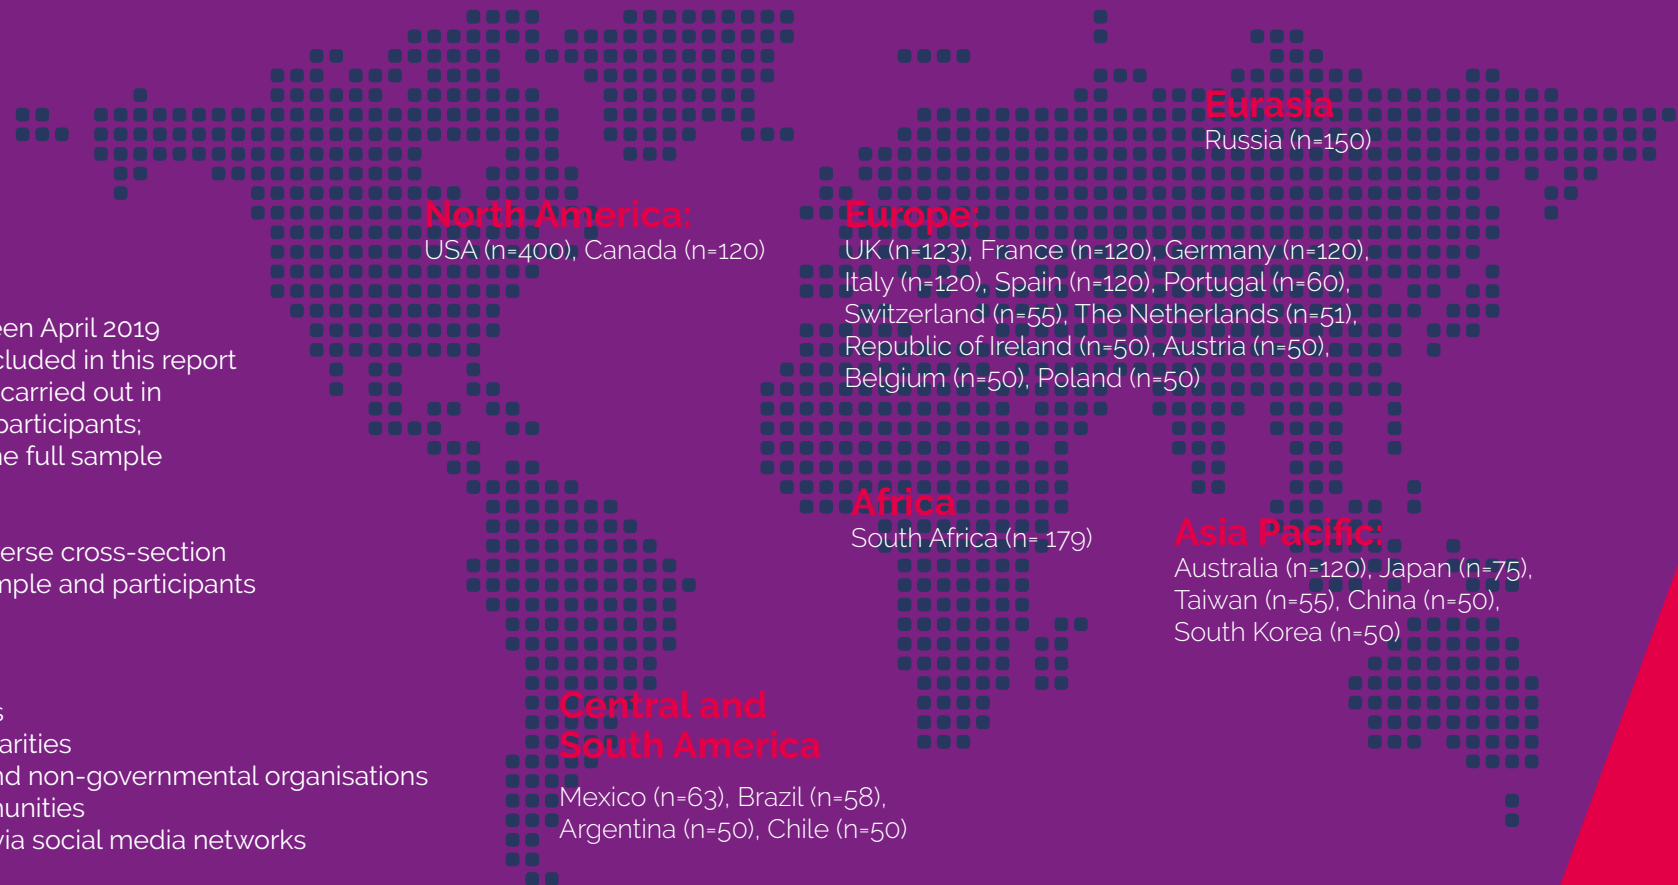 Eurasia
Russia (n=150)
North America:
USA (n=400), Canada (n=120)
Europe:
UK (n=123), France (n=120), Germany (n=120),
Italy (n=120), Spain (n=120), Portugal (n=60),
Switzerland (n=55), The Netherlands (n=51),
Republic of Ireland (n=50), Austria (n=50),
Belgium (n=50), Poland (n=50)
een April 2019
cluded in this report
carried out in
participants;
ne full sample
Africa
South Africa (n= 179)
Asia Pacific:
Australia (n=120), Japan (n=75),
Taiwan (n=55), China (n=50),
South Korea (n=50)
erse cross-section
mple and participants
Central and
South America
Mexico (n=63), Brazil (n=58),
Argentina (n=50), Chile (n=50)
s
arities
nd non-governmental organisations
munities
via social media networks